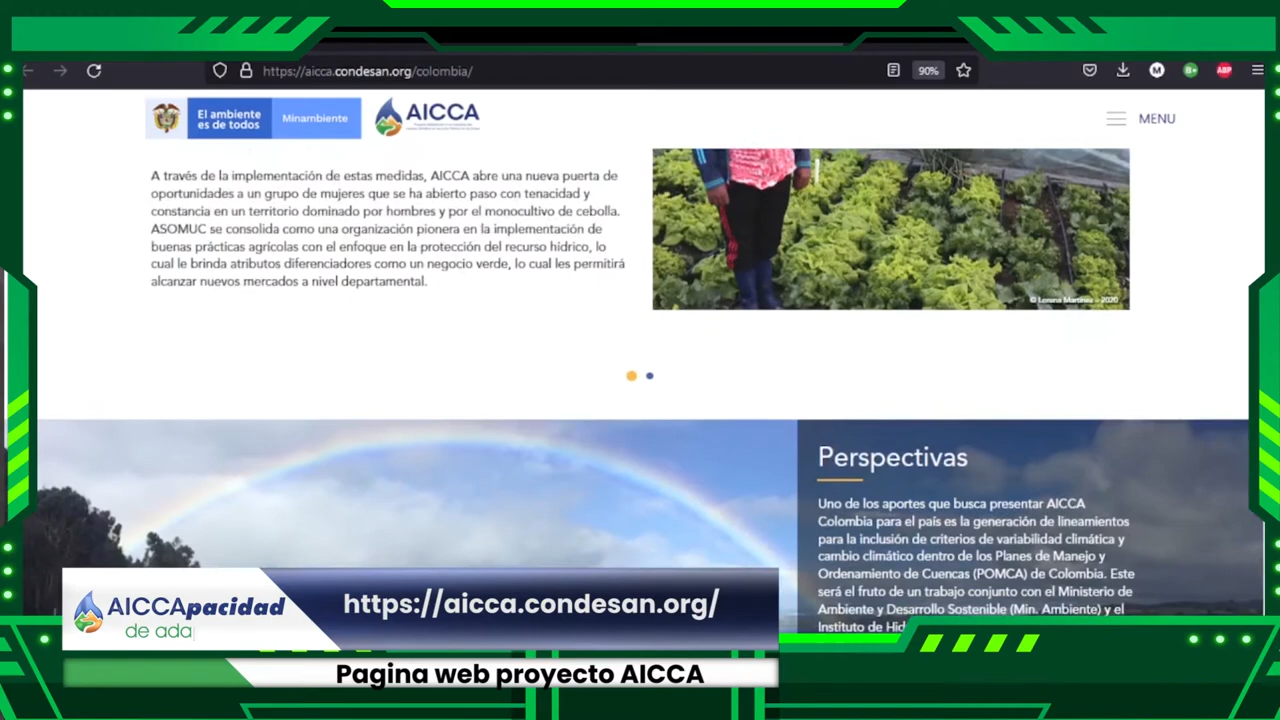 https://aicca.condesan.org/colombia/
90%
M
B+
ABP
El ambiente
es de todos
Minambiente
AICCA
MENU
A través de la implementación de estas medidas, AICCA abre una nueva puerta de
oportunidades a un grupo de mujeres que se ha abierto paso con tenacidad y
constancia en un territorio dominado por hombres y por el monocultivo de cebolla.
ASOMUC se consolida como una organización pionera en la implementación de
buenas prácticas agrícolas con el enfoque en la protección del recurso hídrico, lo
cual le brinda atributos diferenciadores como un negocio verde, lo cual les permitirá
alcanzar nuevos mercados a nivel departamental.
© Lorena Martínez - 2020
Perspectivas
Uno de los aportes que busca presentar AICCA
Colombia para el país es la generación de lineamientos
para la inclusión de criterios de variabilidad climática y
cambio climático dentro de los Planes de Manejo y
Ordenamiento de Cuencas (POMCA) de Colombia. Este
será el fruto de un trabajo conjunto con el Ministerio de
Ambiente y Desarrollo Sostenible (Min. Ambiente) y el
Instituto de Hid
AICCApacidad
de ada
https://aicca.condesan.org/
Pagina web proyecto AICCA